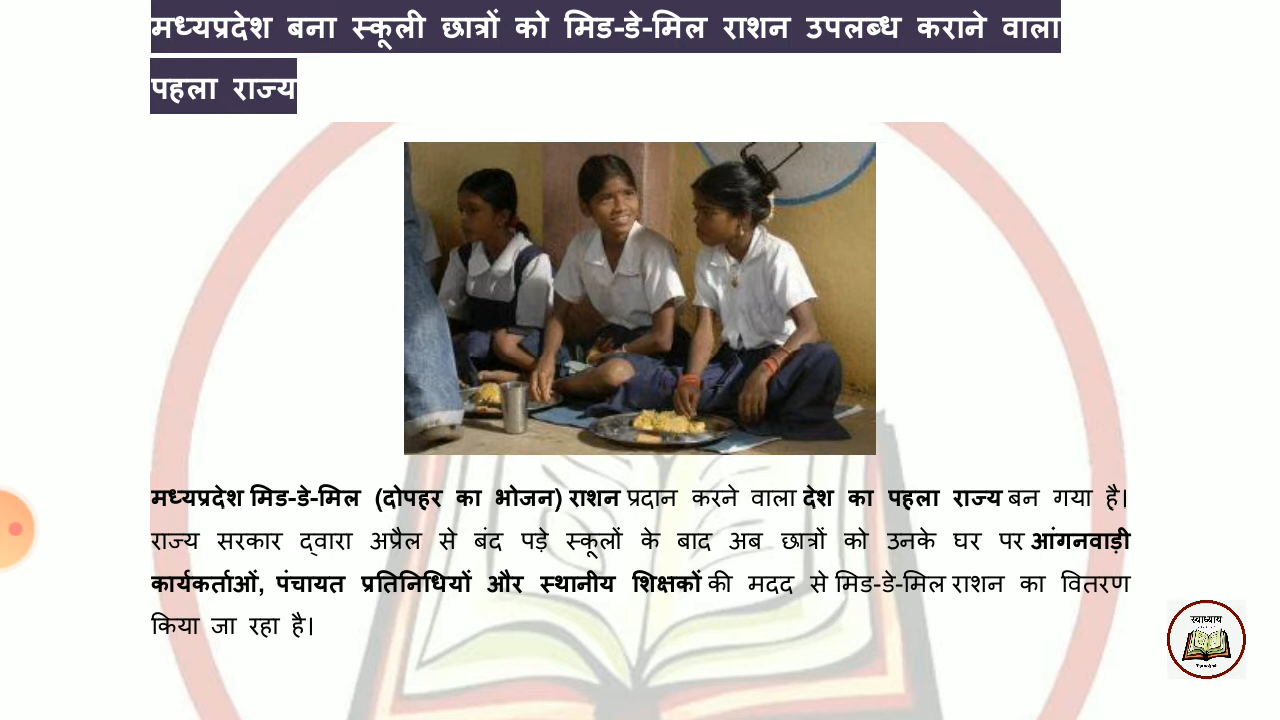 मध्यप्रदेश बना स्कूली छात्रों को मिड-डे-मिल राशन उपलब्ध कराने वाला
पहला राज्य
मध्यप्रदेश मिड-डे-मिल (दोपहर का भोजन) राशन प्रदान करने वाला देश का पहला राज्य बन गया है।
राज्य सरकार द्वारा अप्रैल से बंद पड़े स्कूलों के बाद अब छात्रों को उनके घर पर आंगनवाड़ी
कार्यकर्ताओं, पंचायत प्रतिनिधियों और स्थानीय शिक्षकों की मदद से मिड-डे-मिल राशन का वितरण
किया जा रहा है।
स्वाध्याय